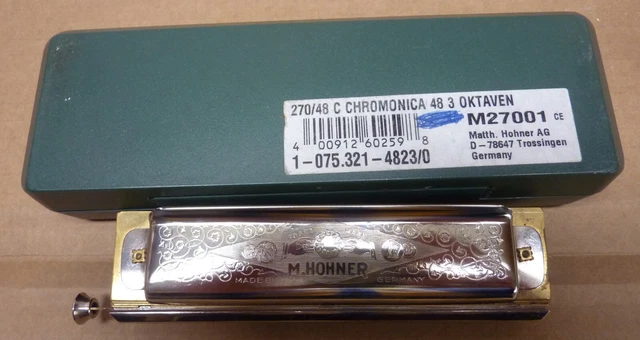 270/48 C CHROMONICA 48 3 OKTAVEN
4 00912 60259 8
M27001 CE
Matth. Hohner AG
D-78647 Trossingen
Germany
1-075.321-4823/0
M. HOHNER
MADE GERMANY